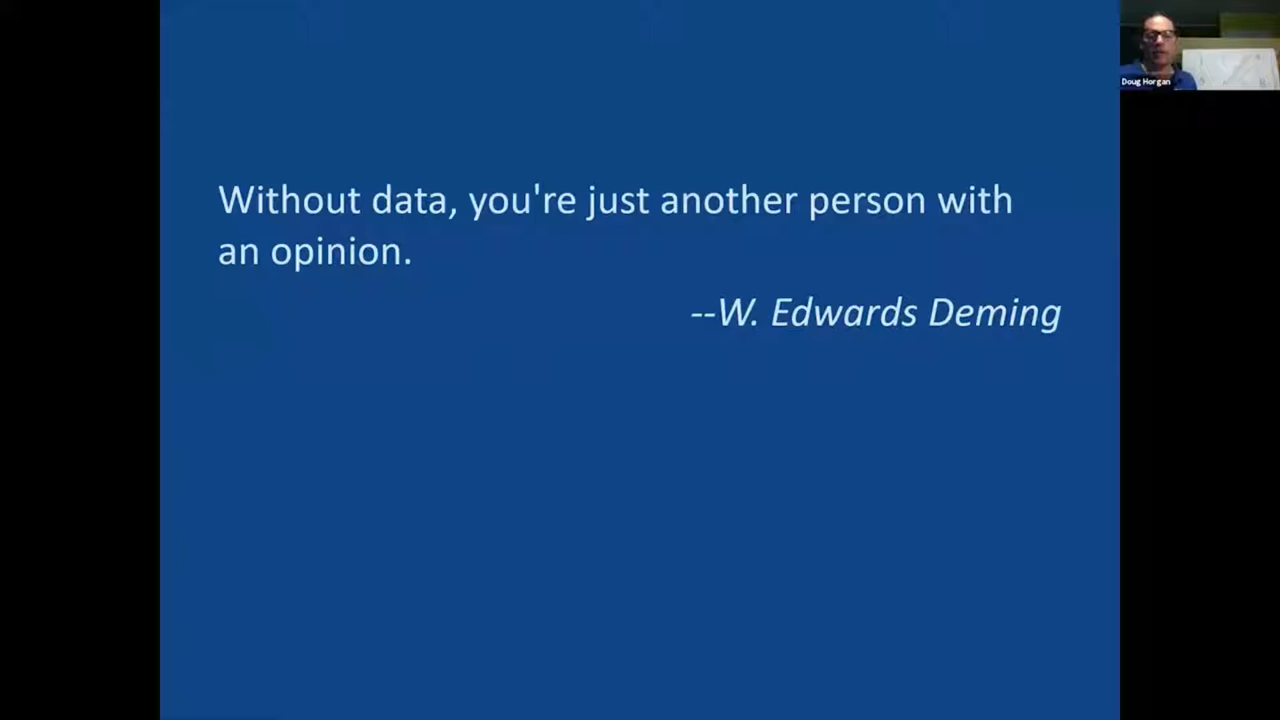 Without data, you're just another person with
an opinion.
--W. Edwards Deming
Doug Horgan